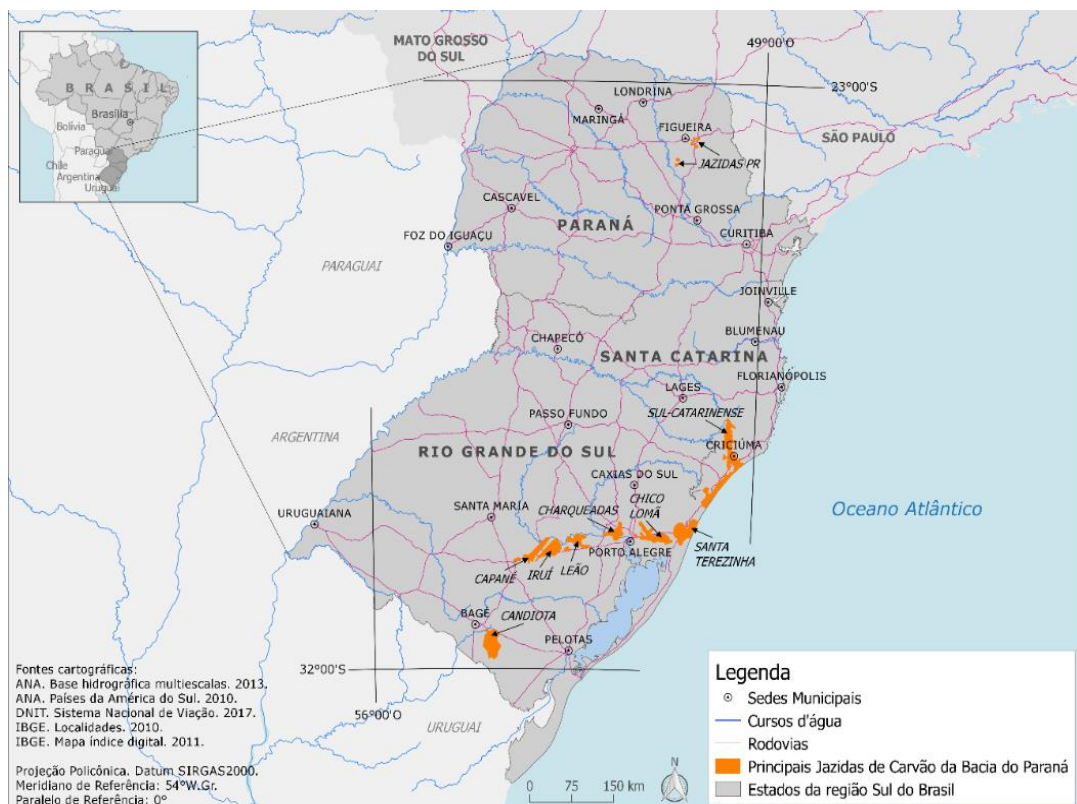 BRASIL
Brasília
Bolívia
Paraguai
Chile
Argentina
Uruguai
MATO GROSSO
DO SUL
49°00'O
23°00'S
LONDRINA
MARINGÁ
FIGUEIRA
SÃO PAULO
JAZIDAS PR
CASCAVEL
PONTA GROSSA
PARANÁ
FOZ DO IGUAÇU
CURITIBA
PARAGUAI
JOINVILLE
BLUMENAU
CHAPECÓ
SANTA CATARINA
FLORIANÓPOLIS
LAGES
SUL-CATARINENSE
PASSO FUNDO
ARGENTINA
RIO GRANDE DO SUL
CRICIÚMA
CAXIAS DO SUL
SANTA MARIA
CHARQUEADAS
CHICO
LOMÃ
Oceano Atlântico
URUGUAIANA
PORTO ALEGRE
SANTA
TEREZINHA
CAPANÉ
IRUÍ
LEÃO
BAGÉ
CANDIOTA
PELOTAS
32°00'S
56°00'O
URUGUAI
Fontes cartográficas:
ANA. Base hidrográfica multiescalas. 2013.
ANA. Países da América do Sul. 2010.
DNIT. Sistema Nacional de Viação. 2017.
IBGE. Localidades. 2010.
IBGE. Mapa índice digital. 2011.
Projeção Policônica. Datum SIRGAS2000.
Meridiano de Referência: 54°W.Gr.
Paralelo de Referência: 0°
0 75 150 km
N
Legenda
Sedes Municipais
Cursos d'água
Rodovias
Principais Jazidas de Carvão da Bacia do Paraná
Estados da região Sul do Brasil